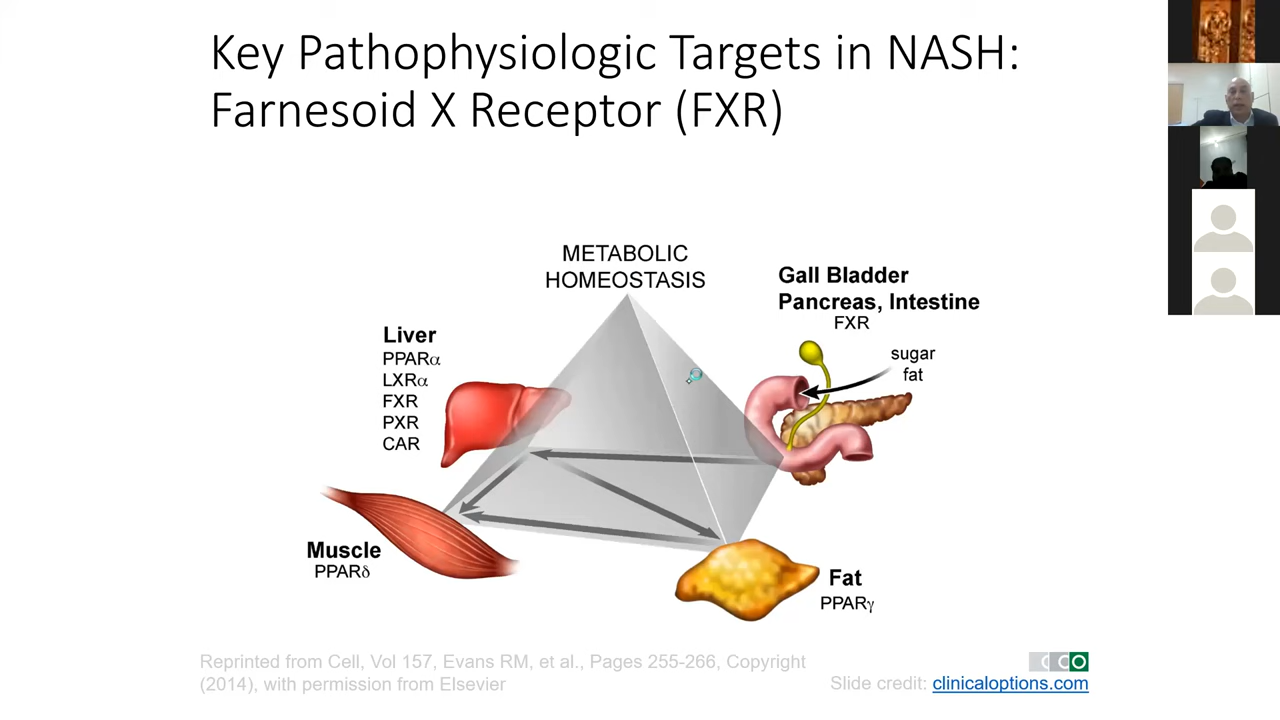 Key Pathophysiologic Targets in NASH:
Farnesoid X Receptor (FXR)
METABOLIC
HOMEOSTASIS
Gall Bladder
Pancreas, Intestine
FXR
sugar
fat
Liver
PPARα
LXRα
FXR
PXR
CAR
Muscle
PPARδ
Fat
PPARγ
Reprinted from Cell, Vol 157, Evans RM, et al., Pages 255-266, Copyright
(2014), with permission from Elsevier
CCO
Slide credit: clinicaloptions.com